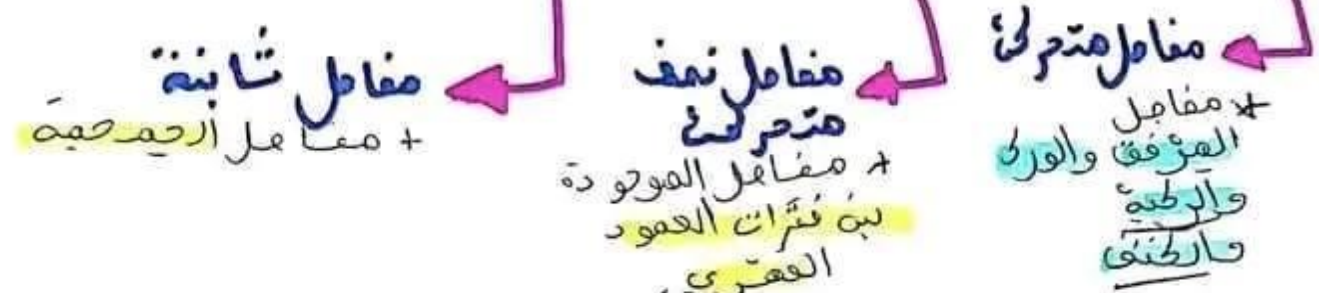 مفاصل متحركة
* مفاصل
المرفق والورك
والركبة
والكتف
مفاصل نصف
متحركة
+ مفاصل الموجودة
بين فقرات العمود
الفقري
مفاصل ثابتة
+ مفاصل الجمجمة